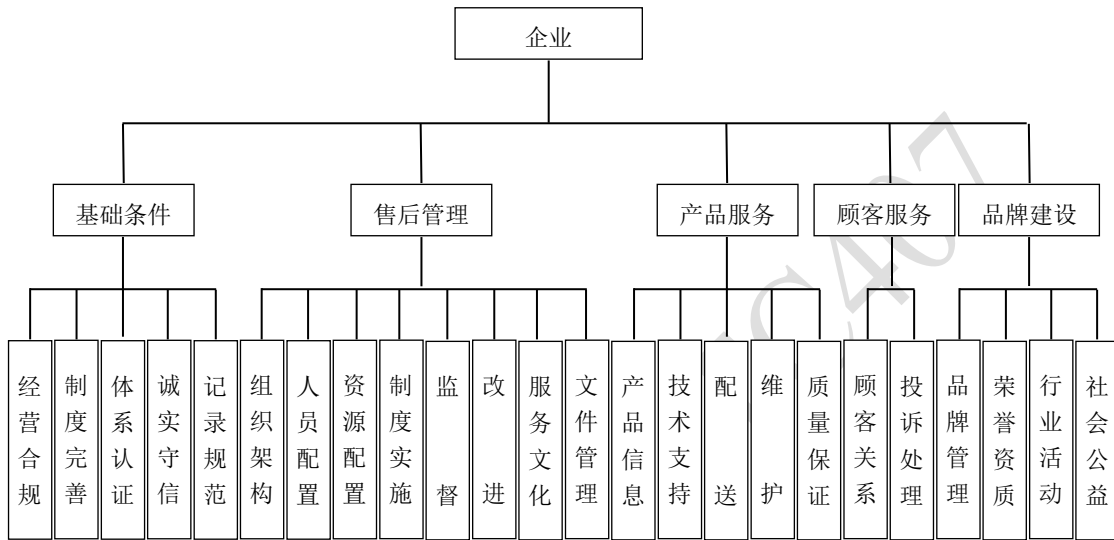 企业
基础条件
售后管理
产品服务
顾客服务
品牌建设
经营合规
制度完善
体系认证
诚实守信
记录规范
组织架构
人员配置
资源配置
制度实施
监督
改进
服务文化
文件管理
产品信息
技术支持
配送
维护
质量保证
顾客关系
投诉处理
品牌管理
荣誉资质
行业活动
社会公益